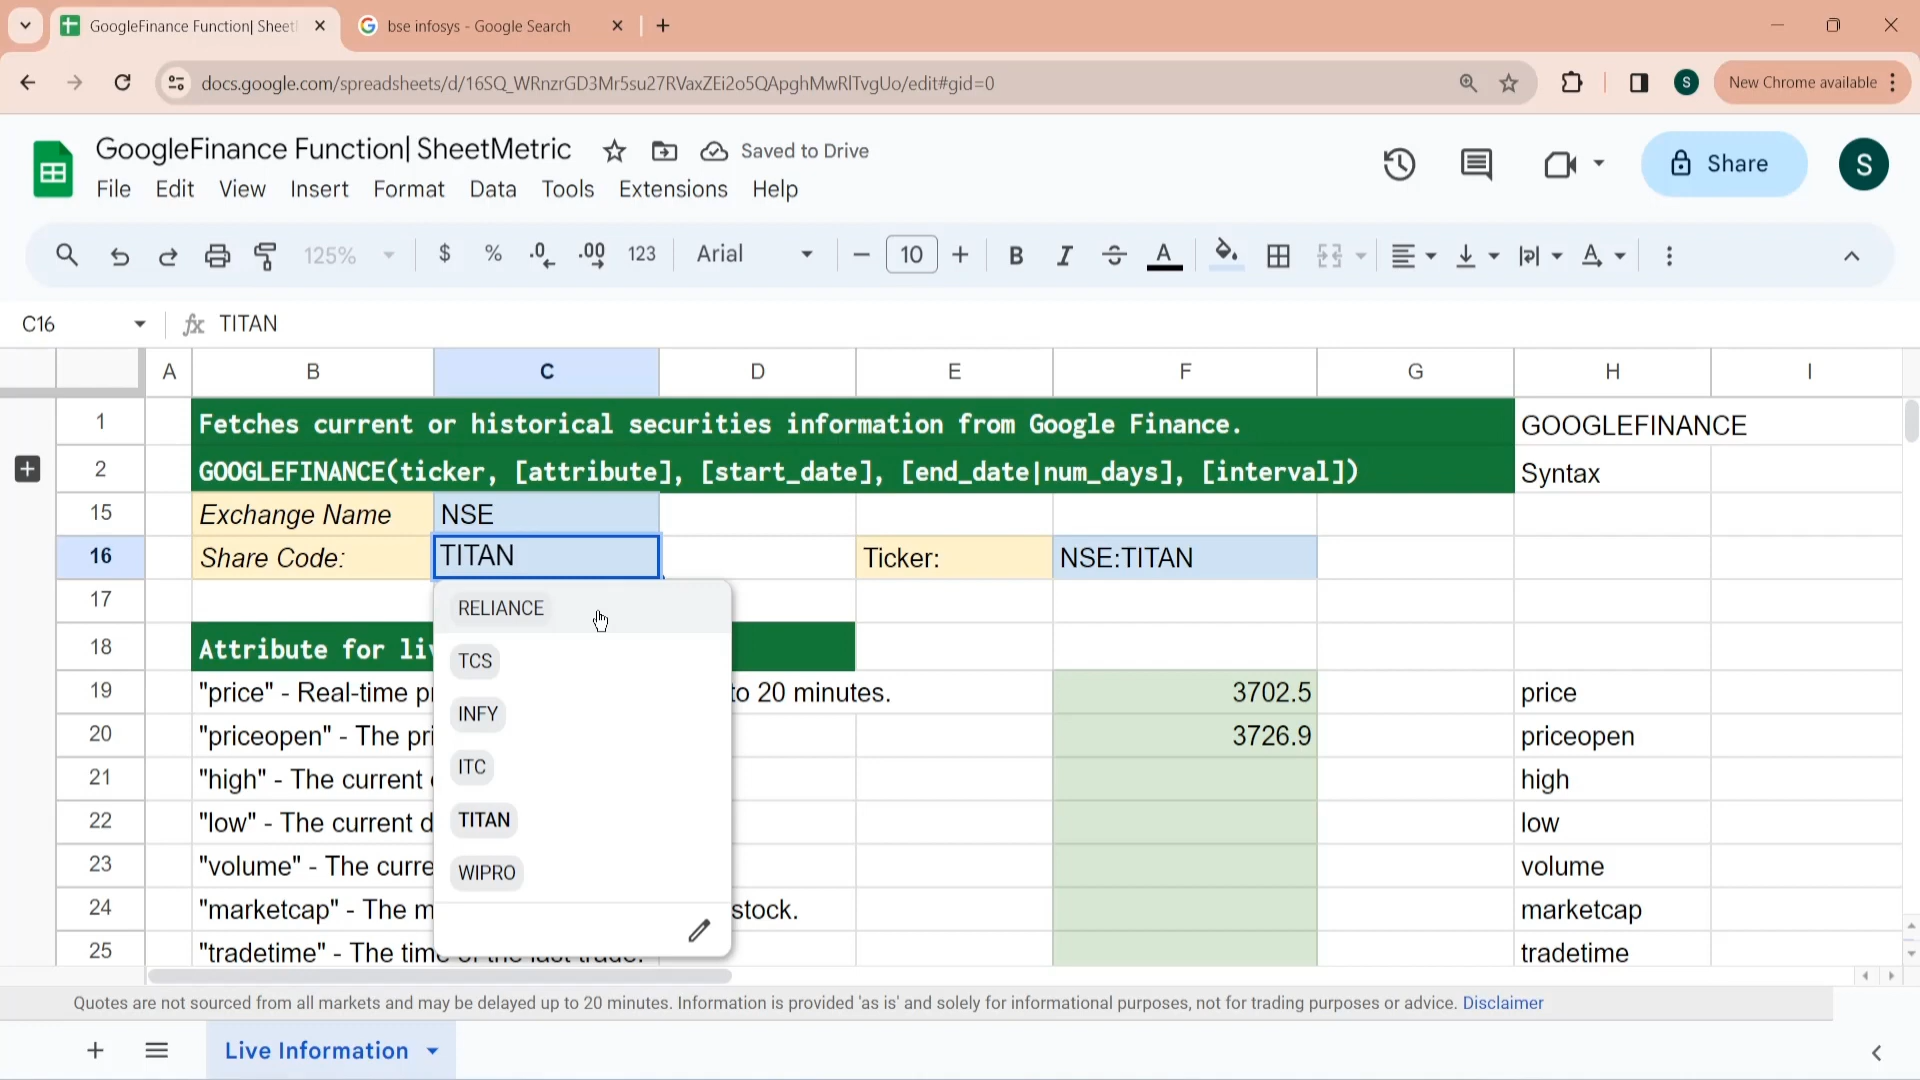 GoogleFinance Function| Sheet
bse infosys - Google Search
docs.google.com/spreadsheets/d/16SQ_WRnzrGD3Mr5su27RVaxZEi2o5QApghMwRlTvgUo/edit#gid=0
S
New Chrome available
GoogleFinance Function| SheetMetric
Saved to Drive
File Edit View Insert Format Data Tools Extensions Help
Share
S
125% $ % .0 .00 123 Arial 10 B I S A
C16 fx TITAN
A B C D E F G H I
1 Fetches current or historical securities information from Google Finance. GOOGLEFINANCE
2 GOOGLEFINANCE(ticker, [attribute], [start_date], [end_date|num_days], [interval]) Syntax
15 Exchange Name NSE
16 Share Code: TITAN Ticker: NSE:TITAN
17
RELIANCE
18 Attribute for li
TCS
19 "price" - Real-time to 20 minutes. 3702.5 price
INFY
20 "priceopen" - The pri 3726.9 priceopen
ITC
21 "high" - The current high
22 "low" - The current d low
TITAN
23 "volume" - The curre volume
WIPRO
24 "marketcap" - The m stock. marketcap
25 "tradetime" - The time of the last trade. tradetime
Quotes are not sourced from all markets and may be delayed up to 20 minutes. Information is provided 'as is' and solely for informational purposes, not for trading purposes or advice. Disclaimer
Live Information